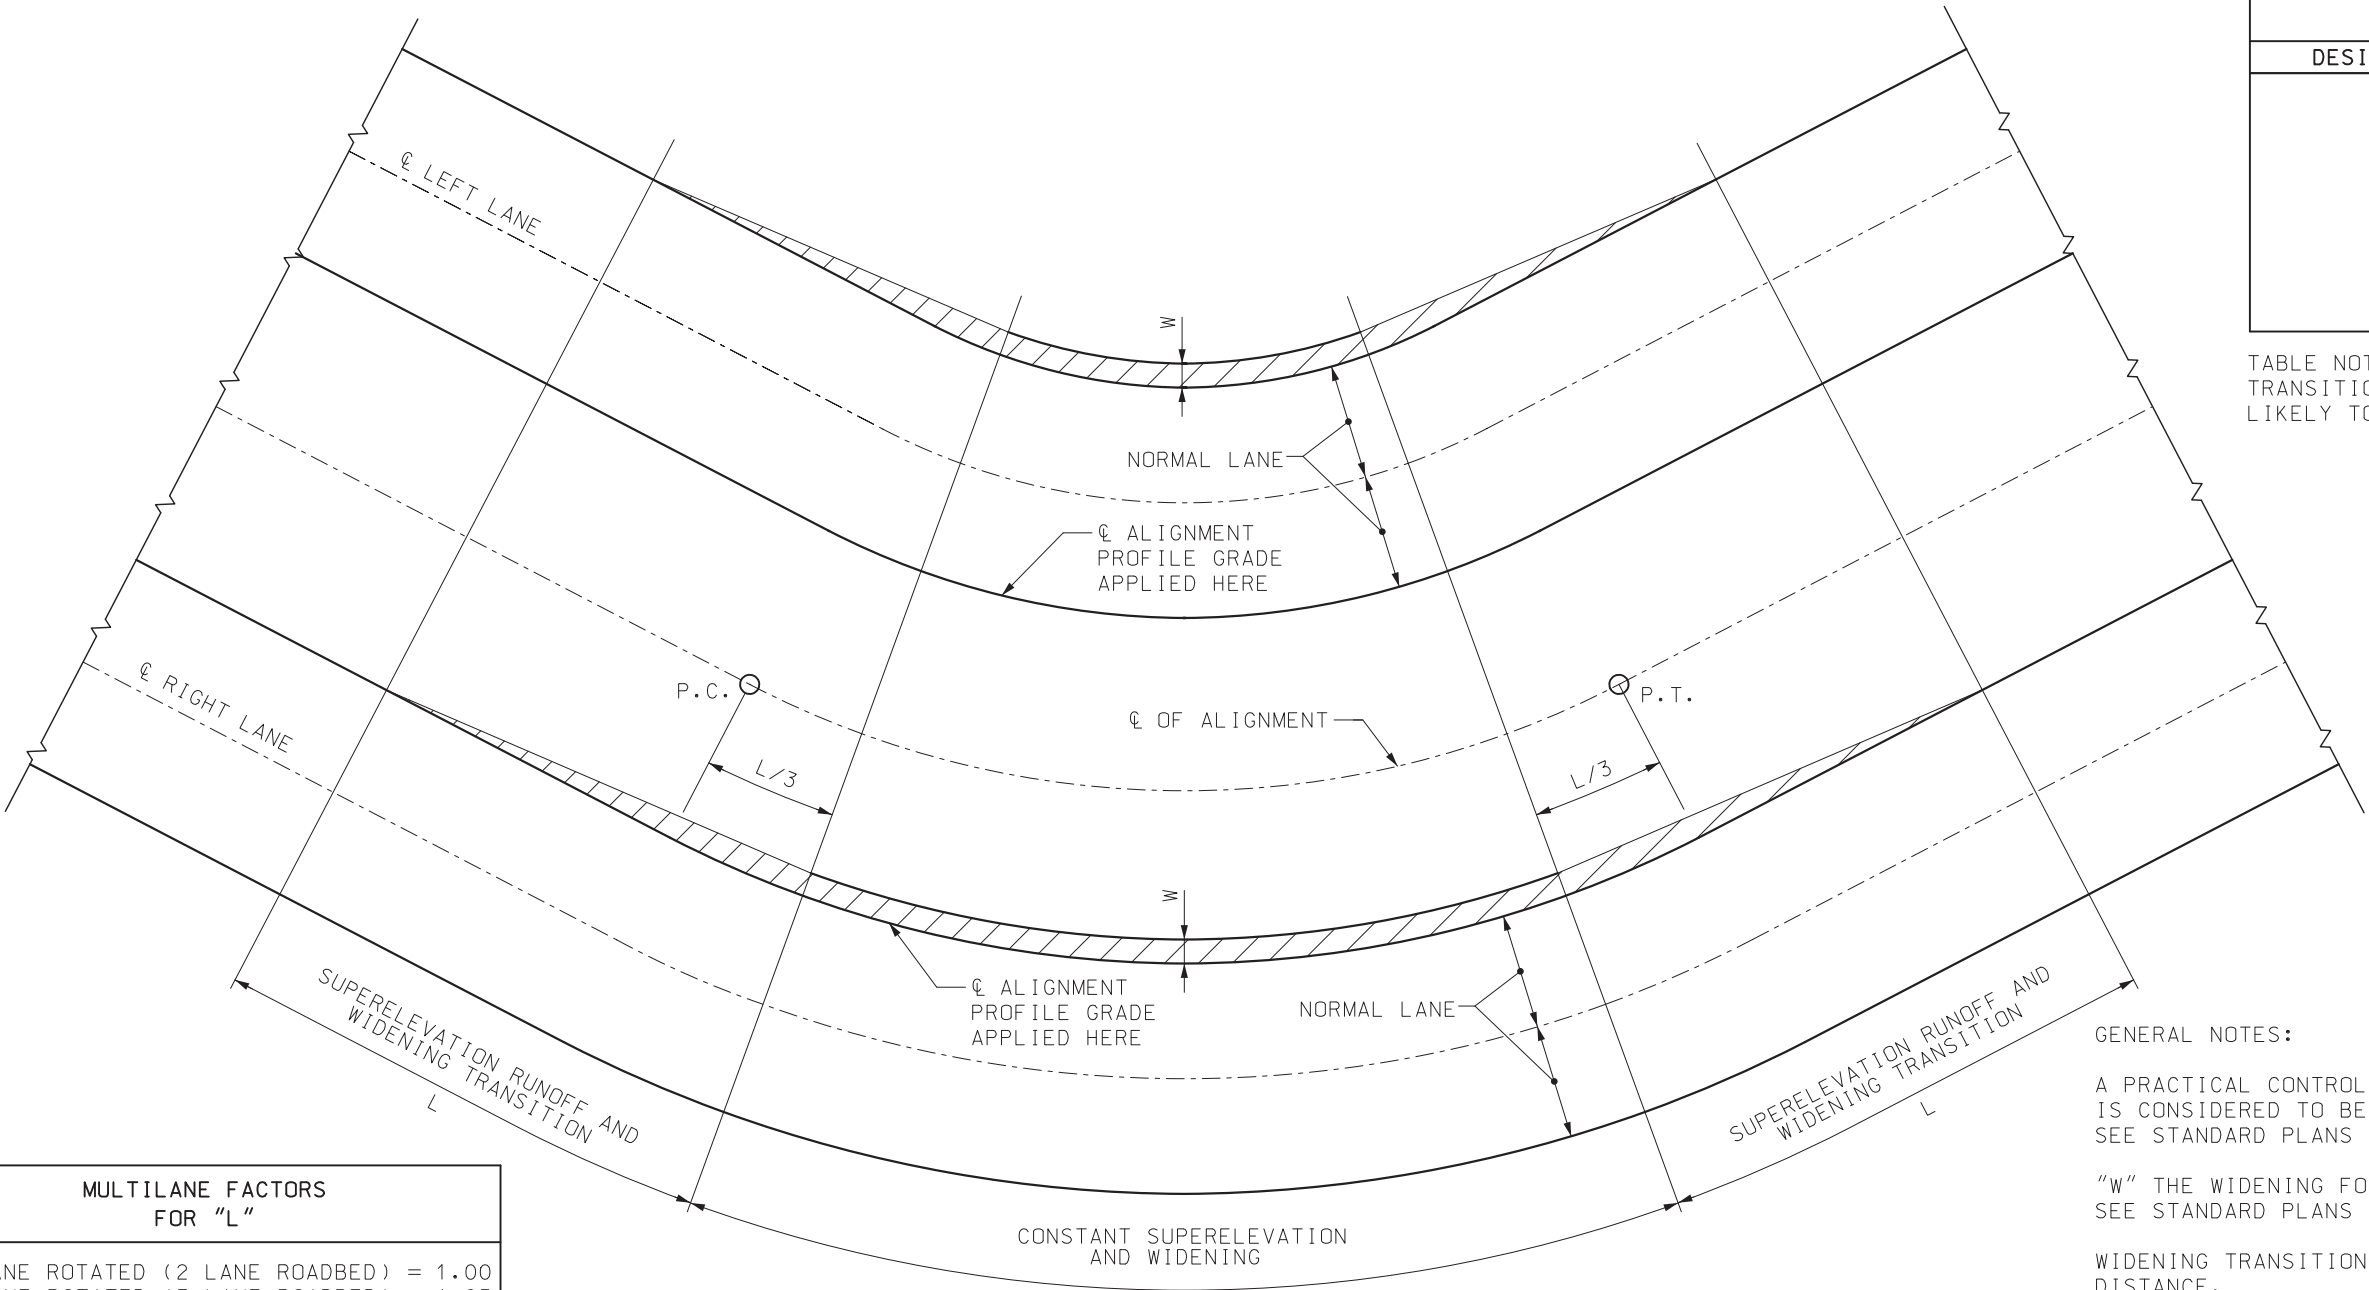 DESI
TABLE NOT
TRANSITIO
LIKELY TO
℄ LEFT LANE
W
NORMAL LANE
℄ ALIGNMENT
PROFILE GRADE
APPLIED HERE
℄ RIGHT LANE
P.C.
P.T.
℄ OF ALIGNMENT
L/3
L/3
W
℄ ALIGNMENT
PROFILE GRADE
APPLIED HERE
NORMAL LANE
SUPERELEVATION RUNOFF AND
WIDENING TRANSITION
L
SUPERELEVATION RUNOFF AND
WIDENING TRANSITION
L
CONSTANT SUPERELEVATION
AND WIDENING
MULTILANE FACTORS
FOR "L"
ANE ROTATED (2 LANE ROADBED) = 1.00
GENERAL NOTES:
A PRACTICAL CONTROL
IS CONSIDERED TO BE
SEE STANDARD PLANS
"W" THE WIDENING FO
SEE STANDARD PLANS
WIDENING TRANSITION
DISTANCE.